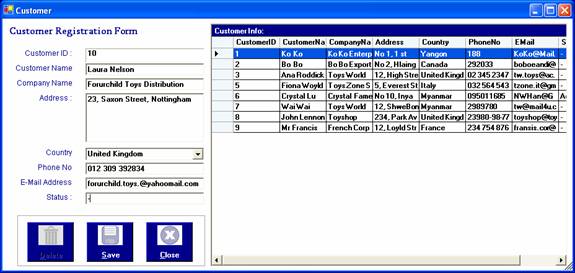 Customer
Customer Registration Form
Customer ID : 10
Customer Name Laura Nelson
Company Name Forurchild Toys Distribution
Address : 23, Saxon Street, Nottingham
Country United Kingdom
Phone No 012 309 392834
E-Mail Address forurchild.toys.@yahoomail.com
Status : -
Delete Save Close
Customer Info:
CustomerID CustomerNa CompanyNa Address Country PhoneNo EMail S
1 Ko Ko Ko Ko Enterp No 1, 1 st Yangon 188 KoKo@Mail. -
2 Bo Bo Bo Bo Export No 2, Hlaing Canada 292033 boboeandi@ -
3 Ana Roddick Toys World 12, High Stre United Kingd 023 45 2347 tw.toys@ac. -
5 Fiona Woyld Toys Zone S 5, Everest St Italy 032 564 543 tzone.it@gm -
6 Crystal Lu Crystal Fame No 10, Inya Myanmar 095011685 NWHan@G
7 Wai Wai Toys World 12, ShweBon Myanmar 2989780 tw@mail4u.c -
8 John Lennon Toyshop 234, Park Av United Kingd 23980-98-77 toyshop@toy -
9 Mr Francis French Corp 12, Loyld Str France 234 754 876 fransis.cor@ -